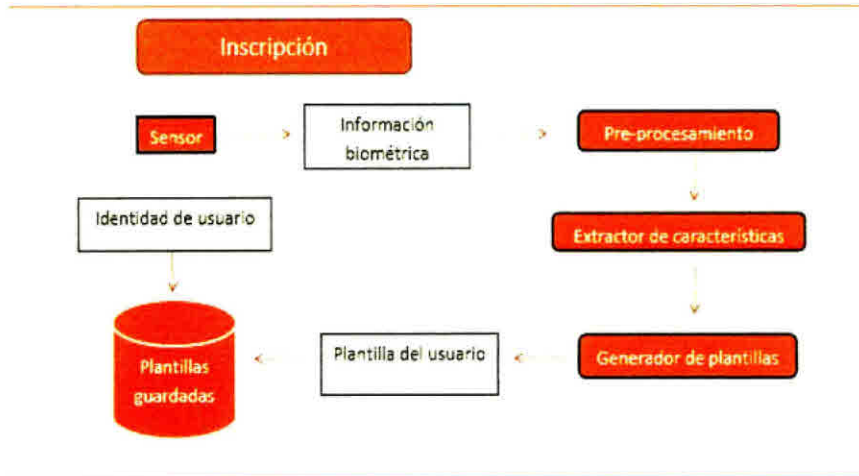 Inscripción
Sensor
Información
biométrica
Pre-procesamiento
Identidad de usuario
Extractor de características
Plantillas
guardadas
Plantilla del usuario
Generador de plantillas